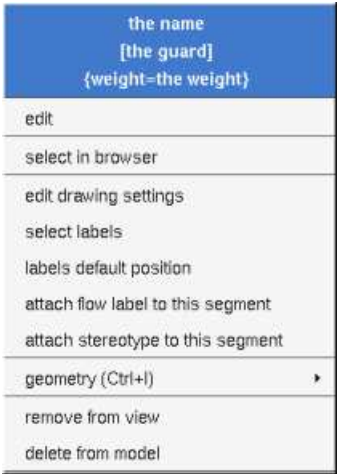 the name
[the guard]
{weight=the weight}
edit
select in browser
edit drawing settings
select labels
labels default position
attach flow label to this segment
attach stereotype to this segment
geometry (Ctrl+l)
remove from view
delete from model